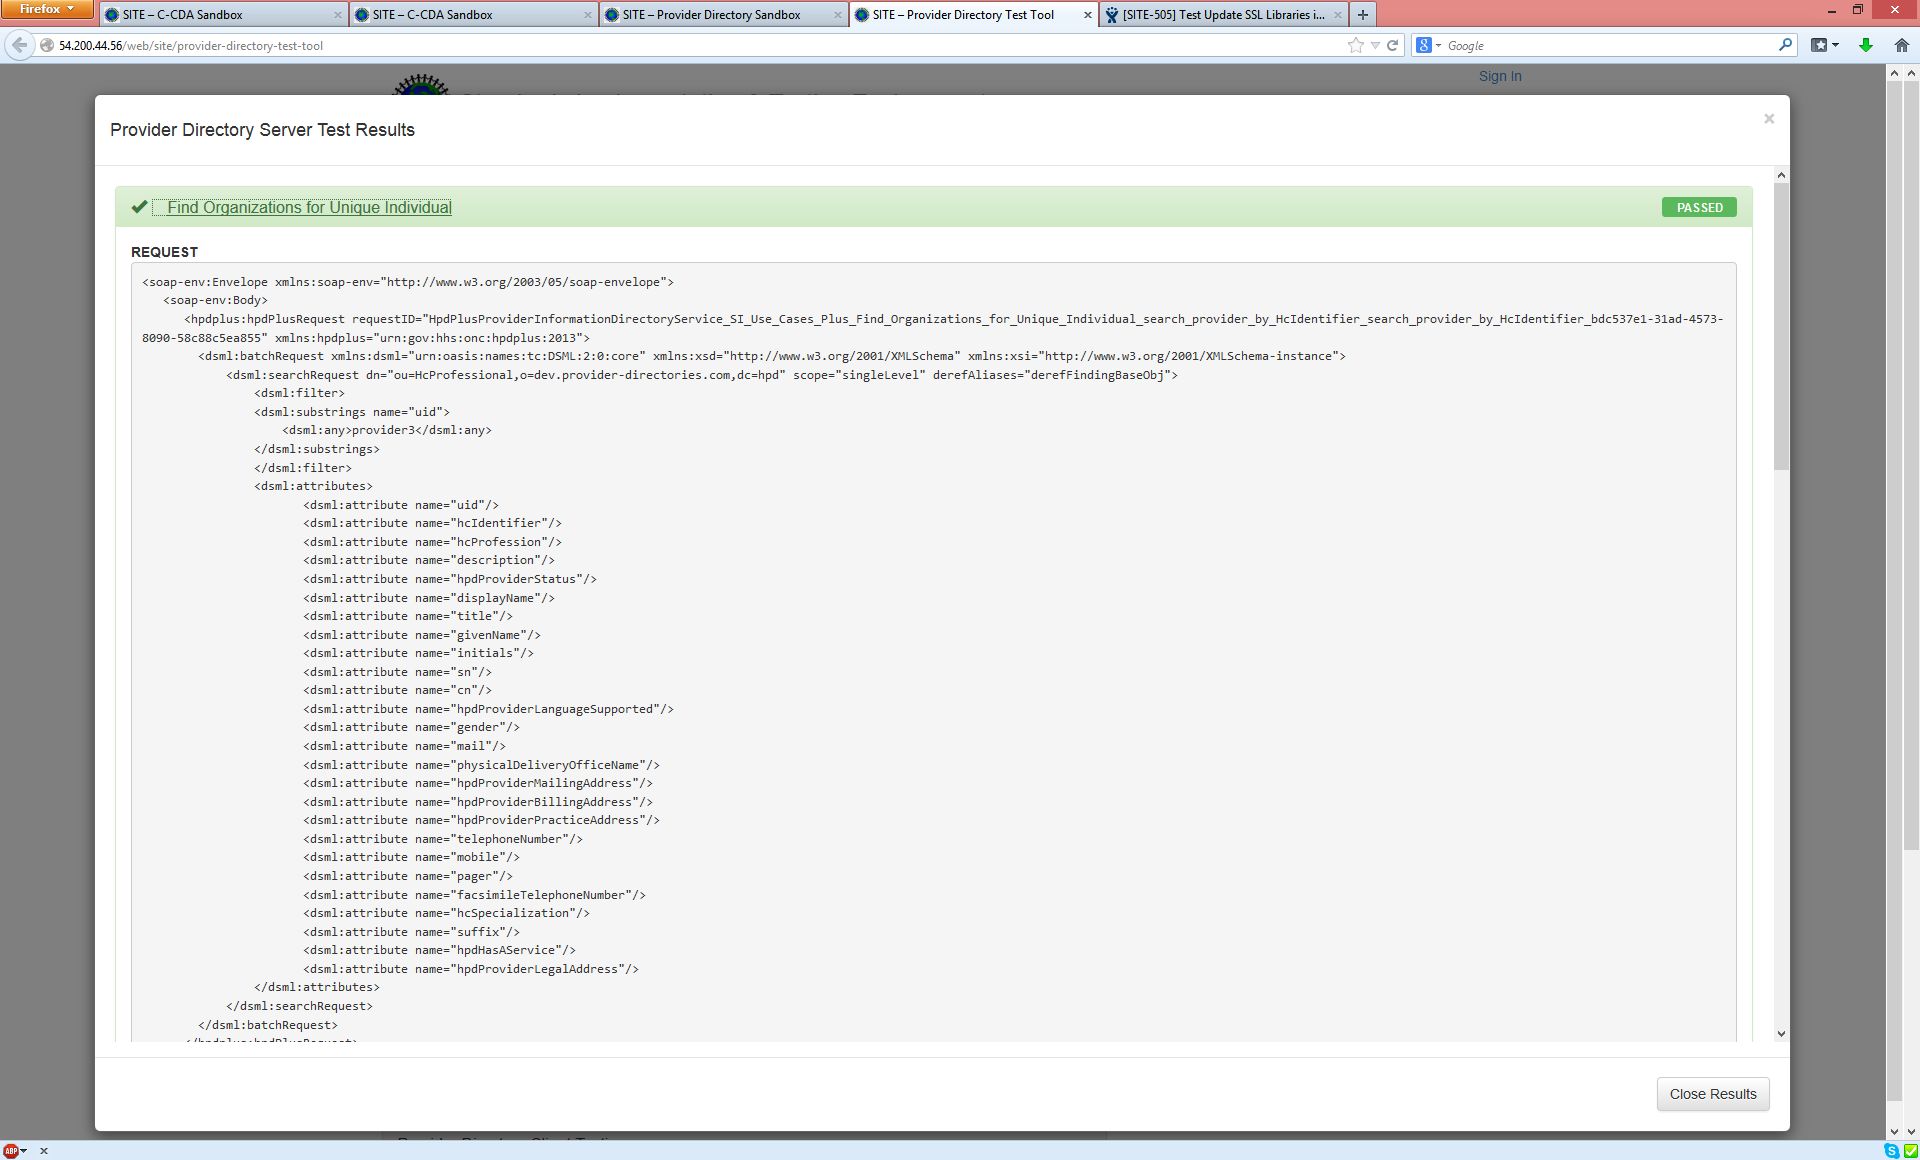 Firefox
SITE – C-CDA Sandbox
SITE – C-CDA Sandbox
SITE – Provider Directory Sandbox
SITE – Provider Directory Test Tool
[SITE-505] Test Update SSL Libraries i...
54.200.44.56/web/site/provider-directory-test-tool
Google
Sign In
Provider Directory Server Test Results
Find Organizations for Unique Individual
PASSED
REQUEST
<soap-env:Envelope xmlns:soap-env="http://www.w3.org/2003/05/soap-envelope">
<soap-env:Body>
<hpdplus:hpdPlusRequest requestID="HpdPlusProviderInformationDirectoryService_SI_Use_Cases_Plus_Find_Organizations_for_Unique_Individual_search_provider_by_HcIdentifier_search_provider_by_HcIdentifier_bdc537e1-31ad-4573-
8090-58c88c5ea855" xmlns:hpdplus="urn:gov:hhs:onc:hpdplus:2013">
<dsml:batchRequest xmlns:dsml="urn:oasis:names:tc:DSML:2:0:core" xmlns:xsd="http://www.w3.org/2001/XMLSchema" xmlns:xsi="http://www.w3.org/2001/XMLSchema-instance">
<dsml:searchRequest dn="ou=HcProfessional,o=dev.provider-directories.com,dc=hpd" scope="singleLevel" derefAliases="derefFindingBaseObj">
<dsml:filter>
<dsml:substrings name="uid">
<dsml:any>provider3</dsml:any>
</dsml:substrings>
</dsml:filter>
<dsml:attributes>
<dsml:attribute name="uid"/>
<dsml:attribute name="hcIdentifier"/>
<dsml:attribute name="hcProfession"/>
<dsml:attribute name="description"/>
<dsml:attribute name="hpdProviderStatus"/>
<dsml:attribute name="displayName"/>
<dsml:attribute name="title"/>
<dsml:attribute name="givenName"/>
<dsml:attribute name="initials"/>
<dsml:attribute name="sn"/>
<dsml:attribute name="cn"/>
<dsml:attribute name="hpdProviderLanguageSupported"/>
<dsml:attribute name="gender"/>
<dsml:attribute name="mail"/>
<dsml:attribute name="physicalDeliveryOfficeName"/>
<dsml:attribute name="hpdProviderMailingAddress"/>
<dsml:attribute name="hpdProviderBillingAddress"/>
<dsml:attribute name="hpdProviderPracticeAddress"/>
<dsml:attribute name="telephoneNumber"/>
<dsml:attribute name="mobile"/>
<dsml:attribute name="pager"/>
<dsml:attribute name="facsimileTelephoneNumber"/>
<dsml:attribute name="hcSpecialization"/>
<dsml:attribute name="suffix"/>
<dsml:attribute name="hpdHasAService"/>
<dsml:attribute name="hpdProviderLegalAddress"/>
</dsml:attributes>
</dsml:searchRequest>
</dsml:batchRequest>
</hpdplus:hpdPlusRequest>
Close Results
ABP